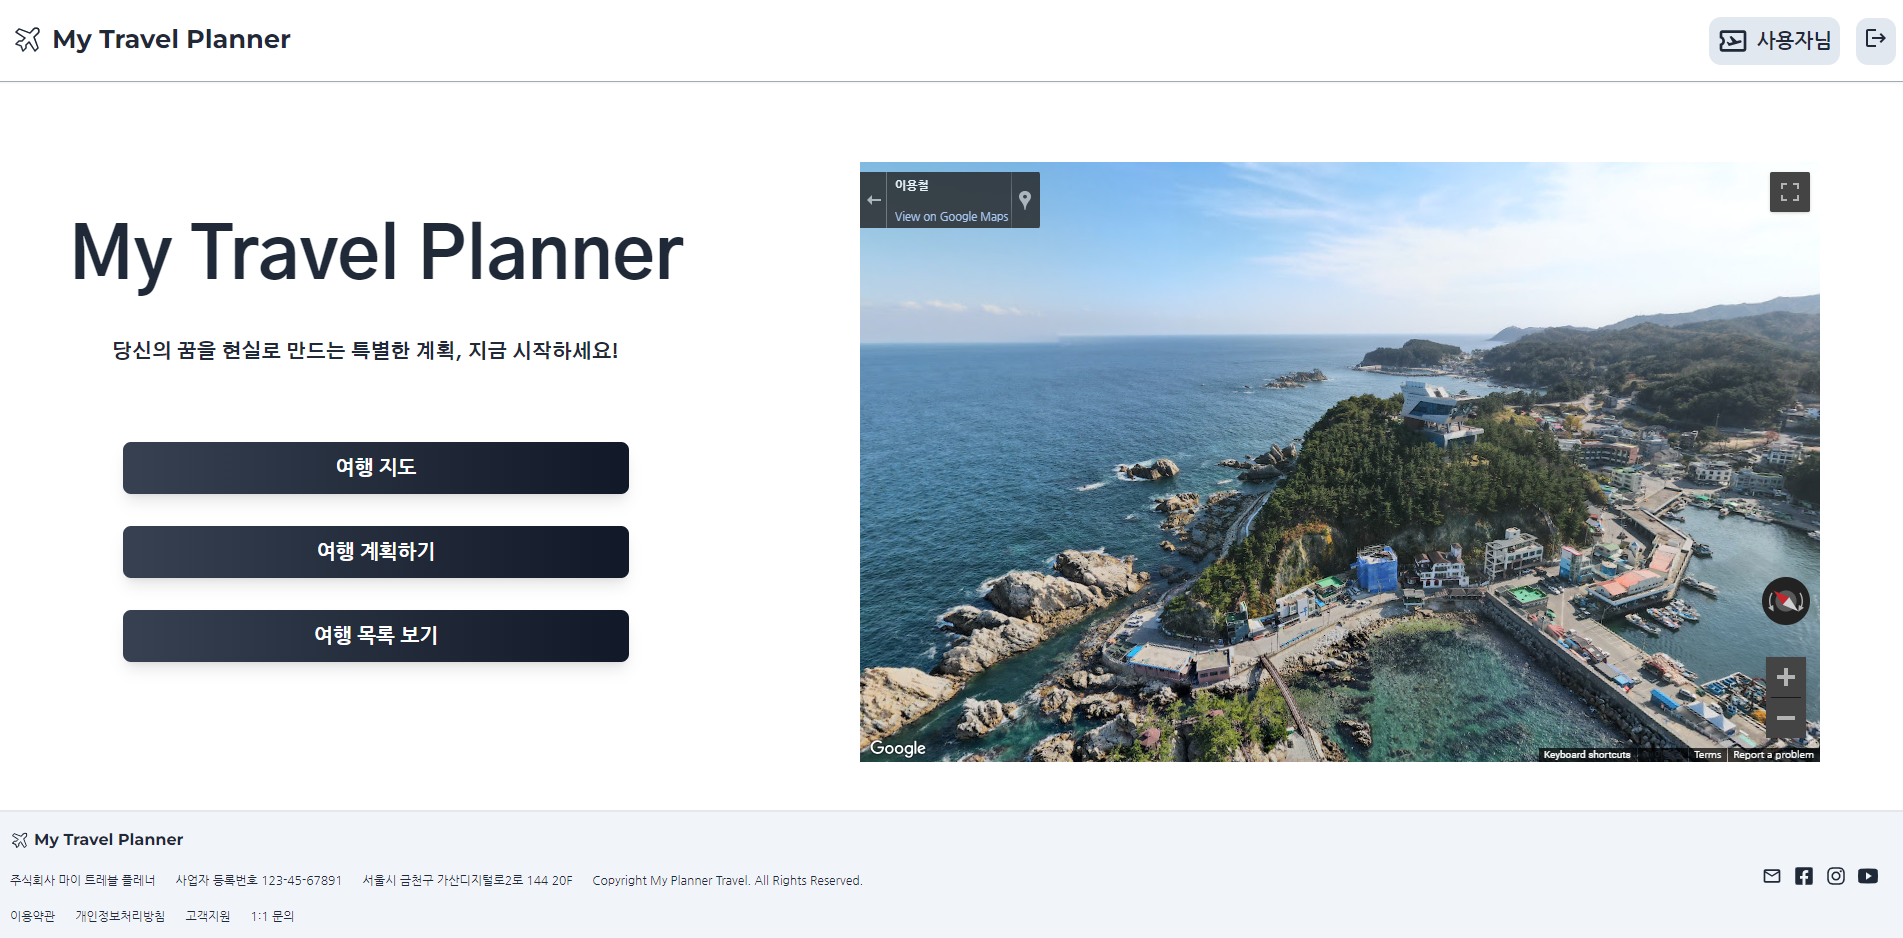 My Travel Planner
사용자님
My Travel Planner
당신의 꿈을 현실로 만드는 특별한 계획, 지금 시작하세요!
여행 지도
여행 계획하기
여행 목록 보기
이용철
View on Google Maps
Google
Keyboard shortcuts
Terms
Report a problem
My Travel Planner
주식회사 마이 트레블 플레너 사업자 등록번호 123-45-67891 서울시 금천구 가산디지털로2로 144 20F Copyright My Planner Travel. All Rights Reserved.
이용약관 개인정보처리방침 고객지원 1:1 문의